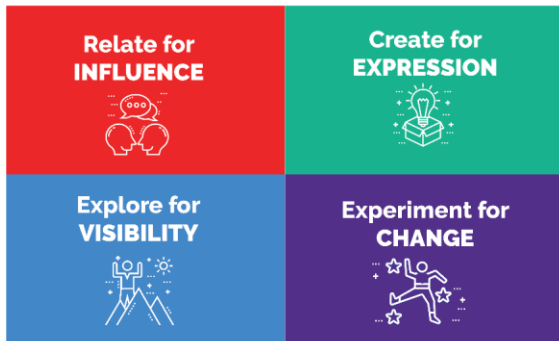 Relate for
INFLUENCE
Create for
EXPRESSION
Explore for
VISIBILITY
Experiment for
CHANGE